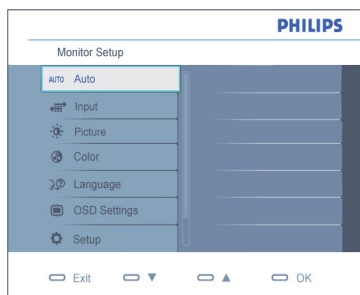 PHILIPS
Monitor Setup
AUTO Auto
Input
Picture
Color
Language
OSD Settings
Setup
Exit ▼ ▲ OK